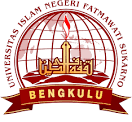 UNIVERSITAS ISLAM NEGERI FATMAWATI SUKARNO
BENGKULU